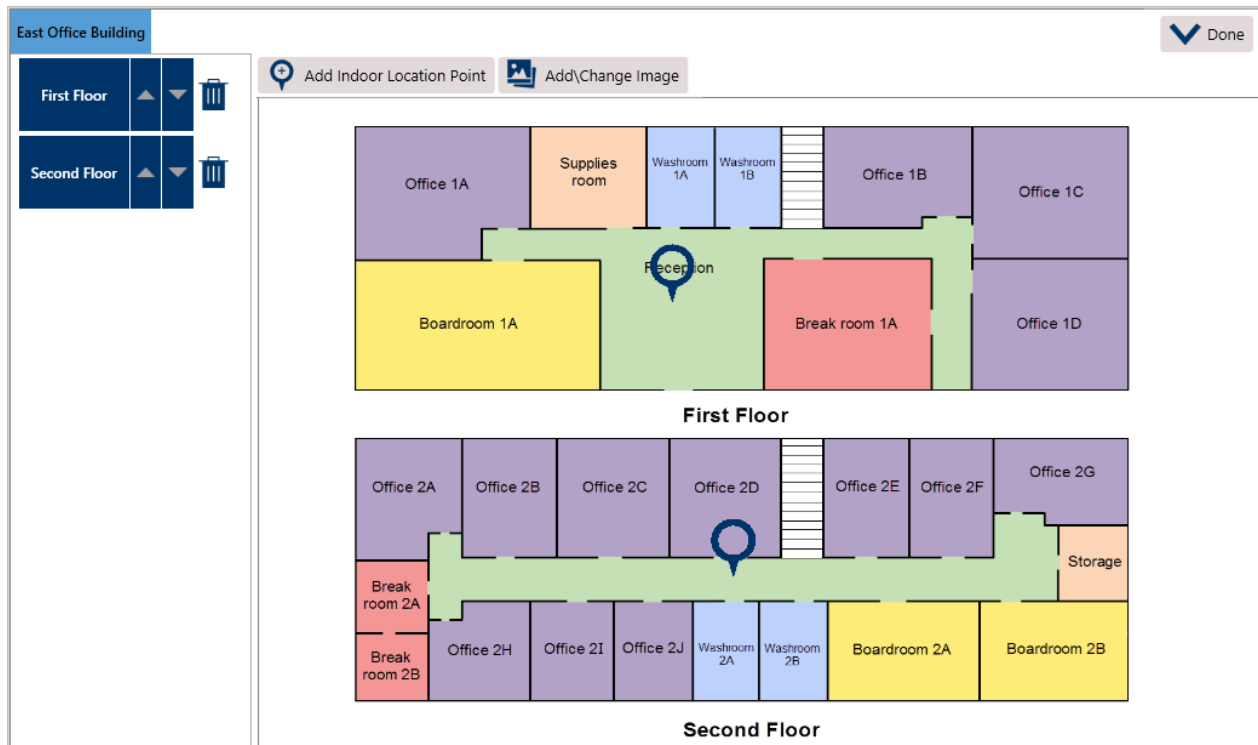 East Office Building
Done
First Floor
Second Floor
Add Indoor Location Point
Add\Change Image
Office 1A
Supplies
room
Washroom
1A
Washroom
1B
Office 1B
Office 1C
Reception
Boardroom 1A
Break room 1A
Office 1D
First Floor
Office 2A
Office 2B
Office 2C
Office 2D
Office 2E
Office 2F
Office 2G
Storage
Break
room 2A
Break
room 2B
Office 2H
Office 2I
Office 2J
Washroom
2A
Washroom
2B
Boardroom 2A
Boardroom 2B
Second Floor